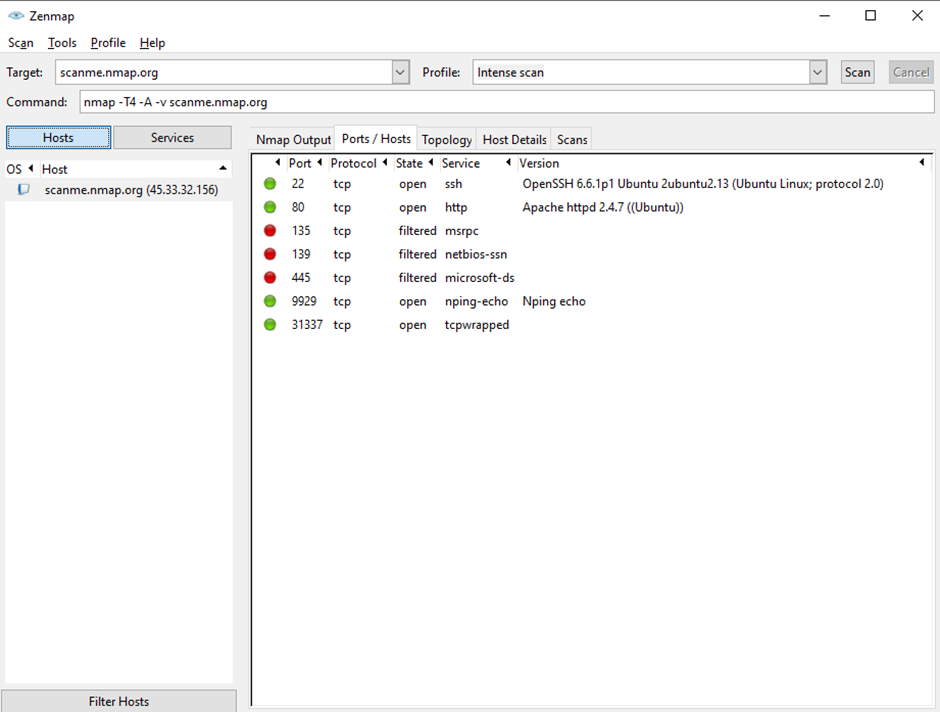 Zenmap
Scan Tools Profile Help
Target: scanme.nmap.org Profile: Intense scan Scan Cancel
Command: nmap -T4 -A -v scanme.nmap.org
Hosts Services
Nmap Output Ports / Hosts Topology Host Details Scans
OS Host
scanme.nmap.org (45.33.32.156)
Port Protocol State Service Version
22 tcp open ssh OpenSSH 6.6.1p1 Ubuntu 2ubuntu2.13 (Ubuntu Linux; protocol 2.0)
80 tcp open http Apache httpd 2.4.7 ((Ubuntu))
135 tcp filtered msrpc
139 tcp filtered netbios-ssn
445 tcp filtered microsoft-ds
9929 tcp open nping-echo Nping echo
31337 tcp open tcpwrapped
Filter Hosts